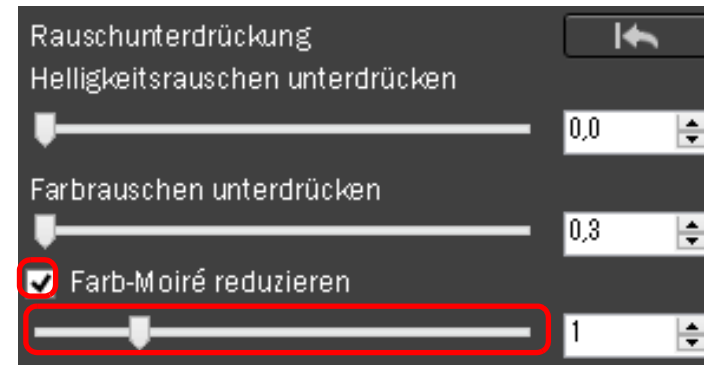 Rauschunterdrückung
Helligkeitsrauschen unterdrücken
0,0
Farbrauschen unterdrücken
0,3
Farb-Moiré reduzieren
1